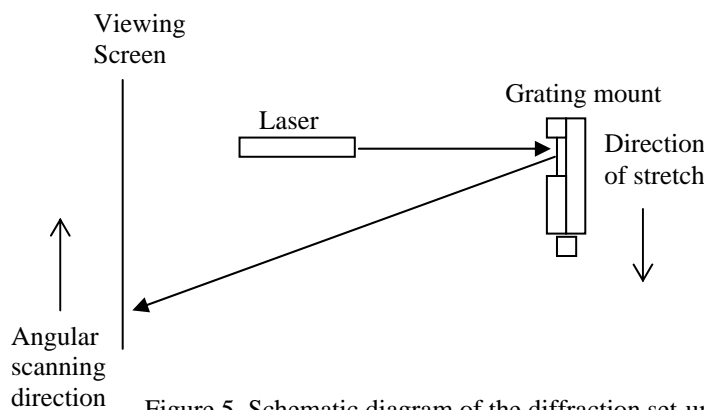 Viewing
Screen
Laser
Grating mount
Direction
of stretch
Angular
scanning
direction
Figure 5. Schematic diagram of the diffraction set-up